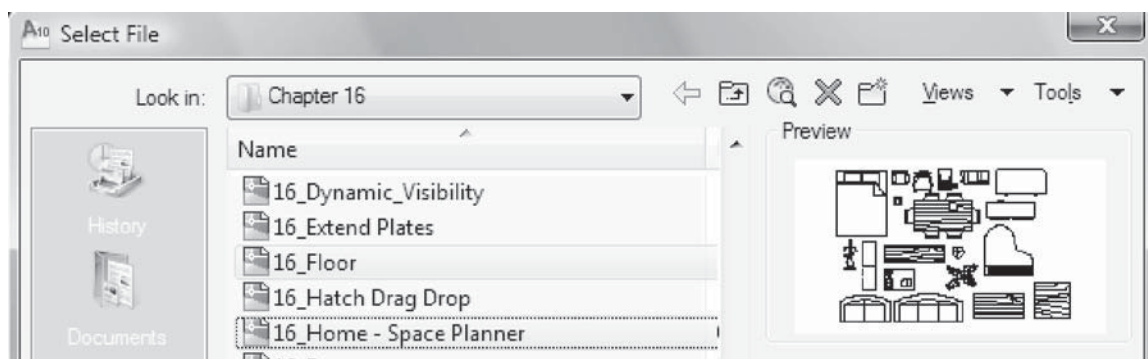 A10 Select File
Look in: Chapter 16 Views Tools
Name Preview
16_Dynamic_Visibility
16_Extend Plates
History
16_Floor
16_Hatch Drag Drop
Documents 16_Home - Space Planner